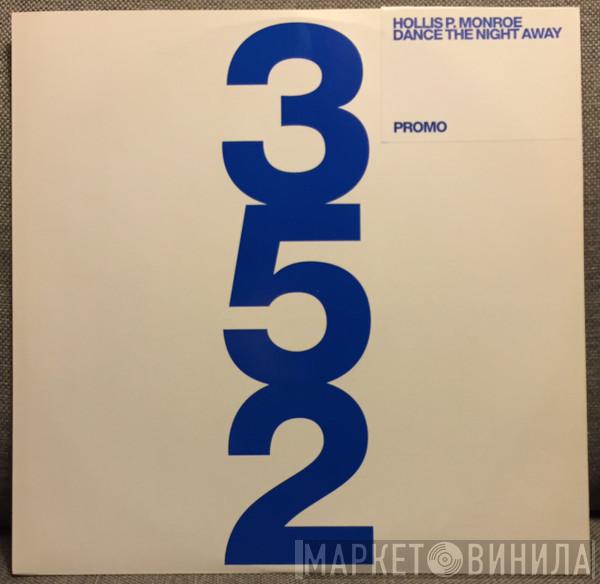 HOLLIS P. MONROE
DANCE THE NIGHT AWAY
PROMO
3
5
2
МАРКЕТ ВИНИЛА